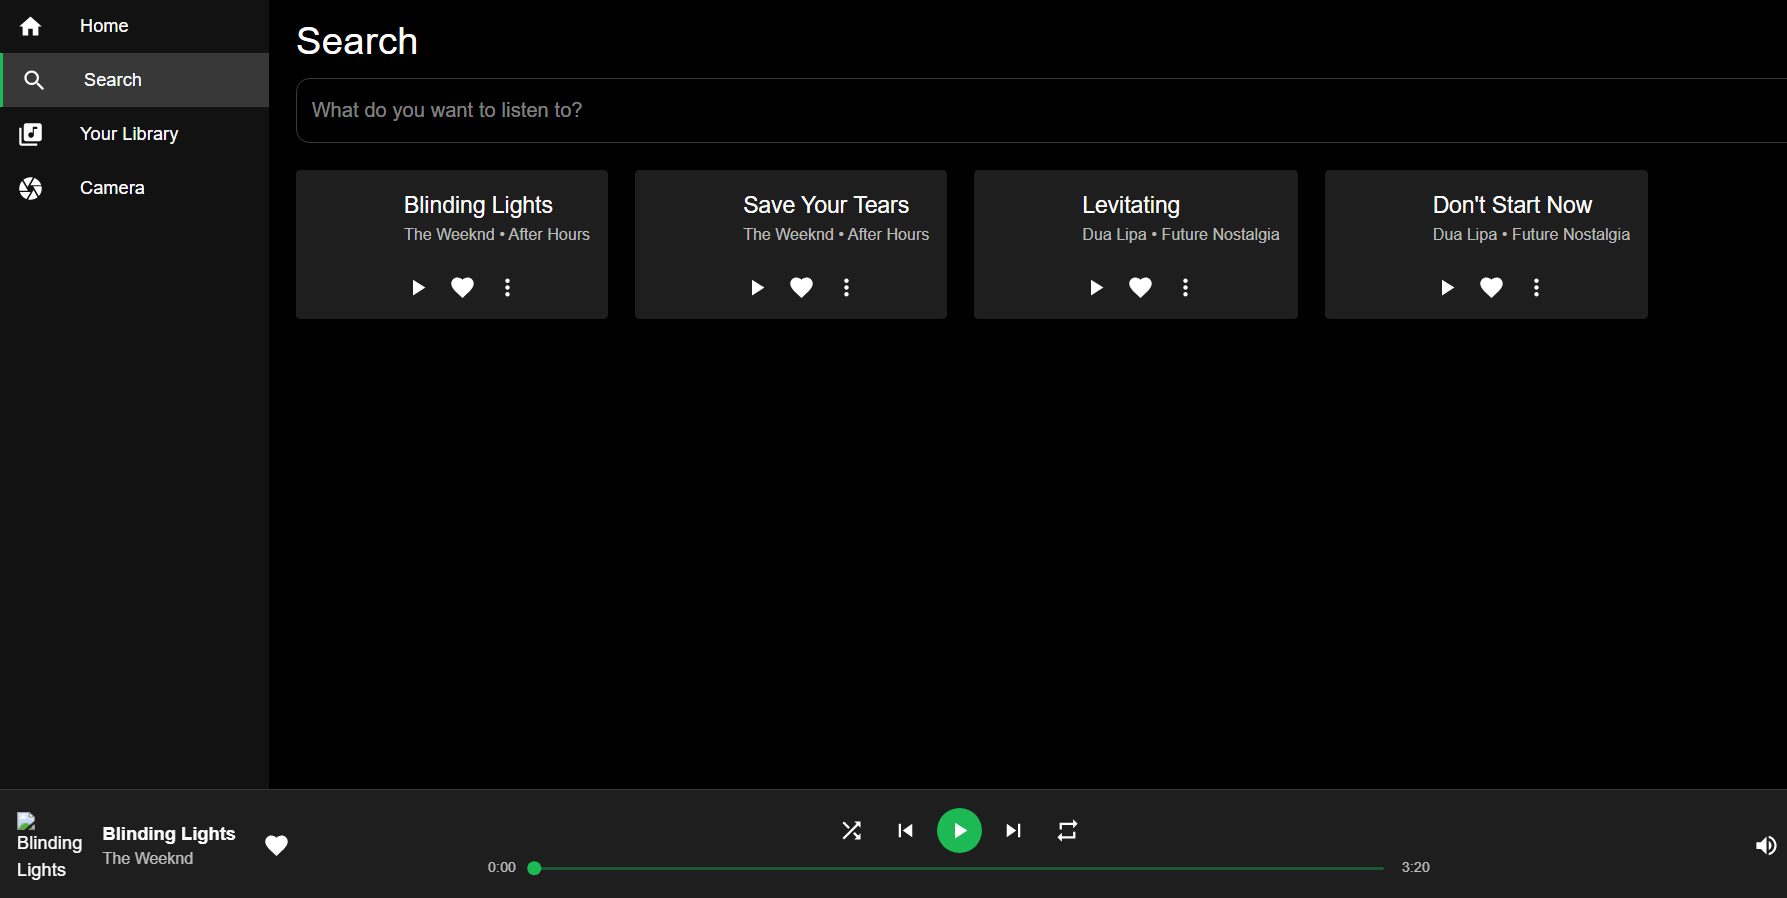 Home
Search
Your Library
Camera
Search
What do you want to listen to?
Blinding Lights
The Weeknd • After Hours
Save Your Tears
The Weeknd • After Hours
Levitating
Dua Lipa • Future Nostalgia
Don't Start Now
Dua Lipa • Future Nostalgia
Blinding
Lights
Blinding Lights
The Weeknd
0:00
3:20